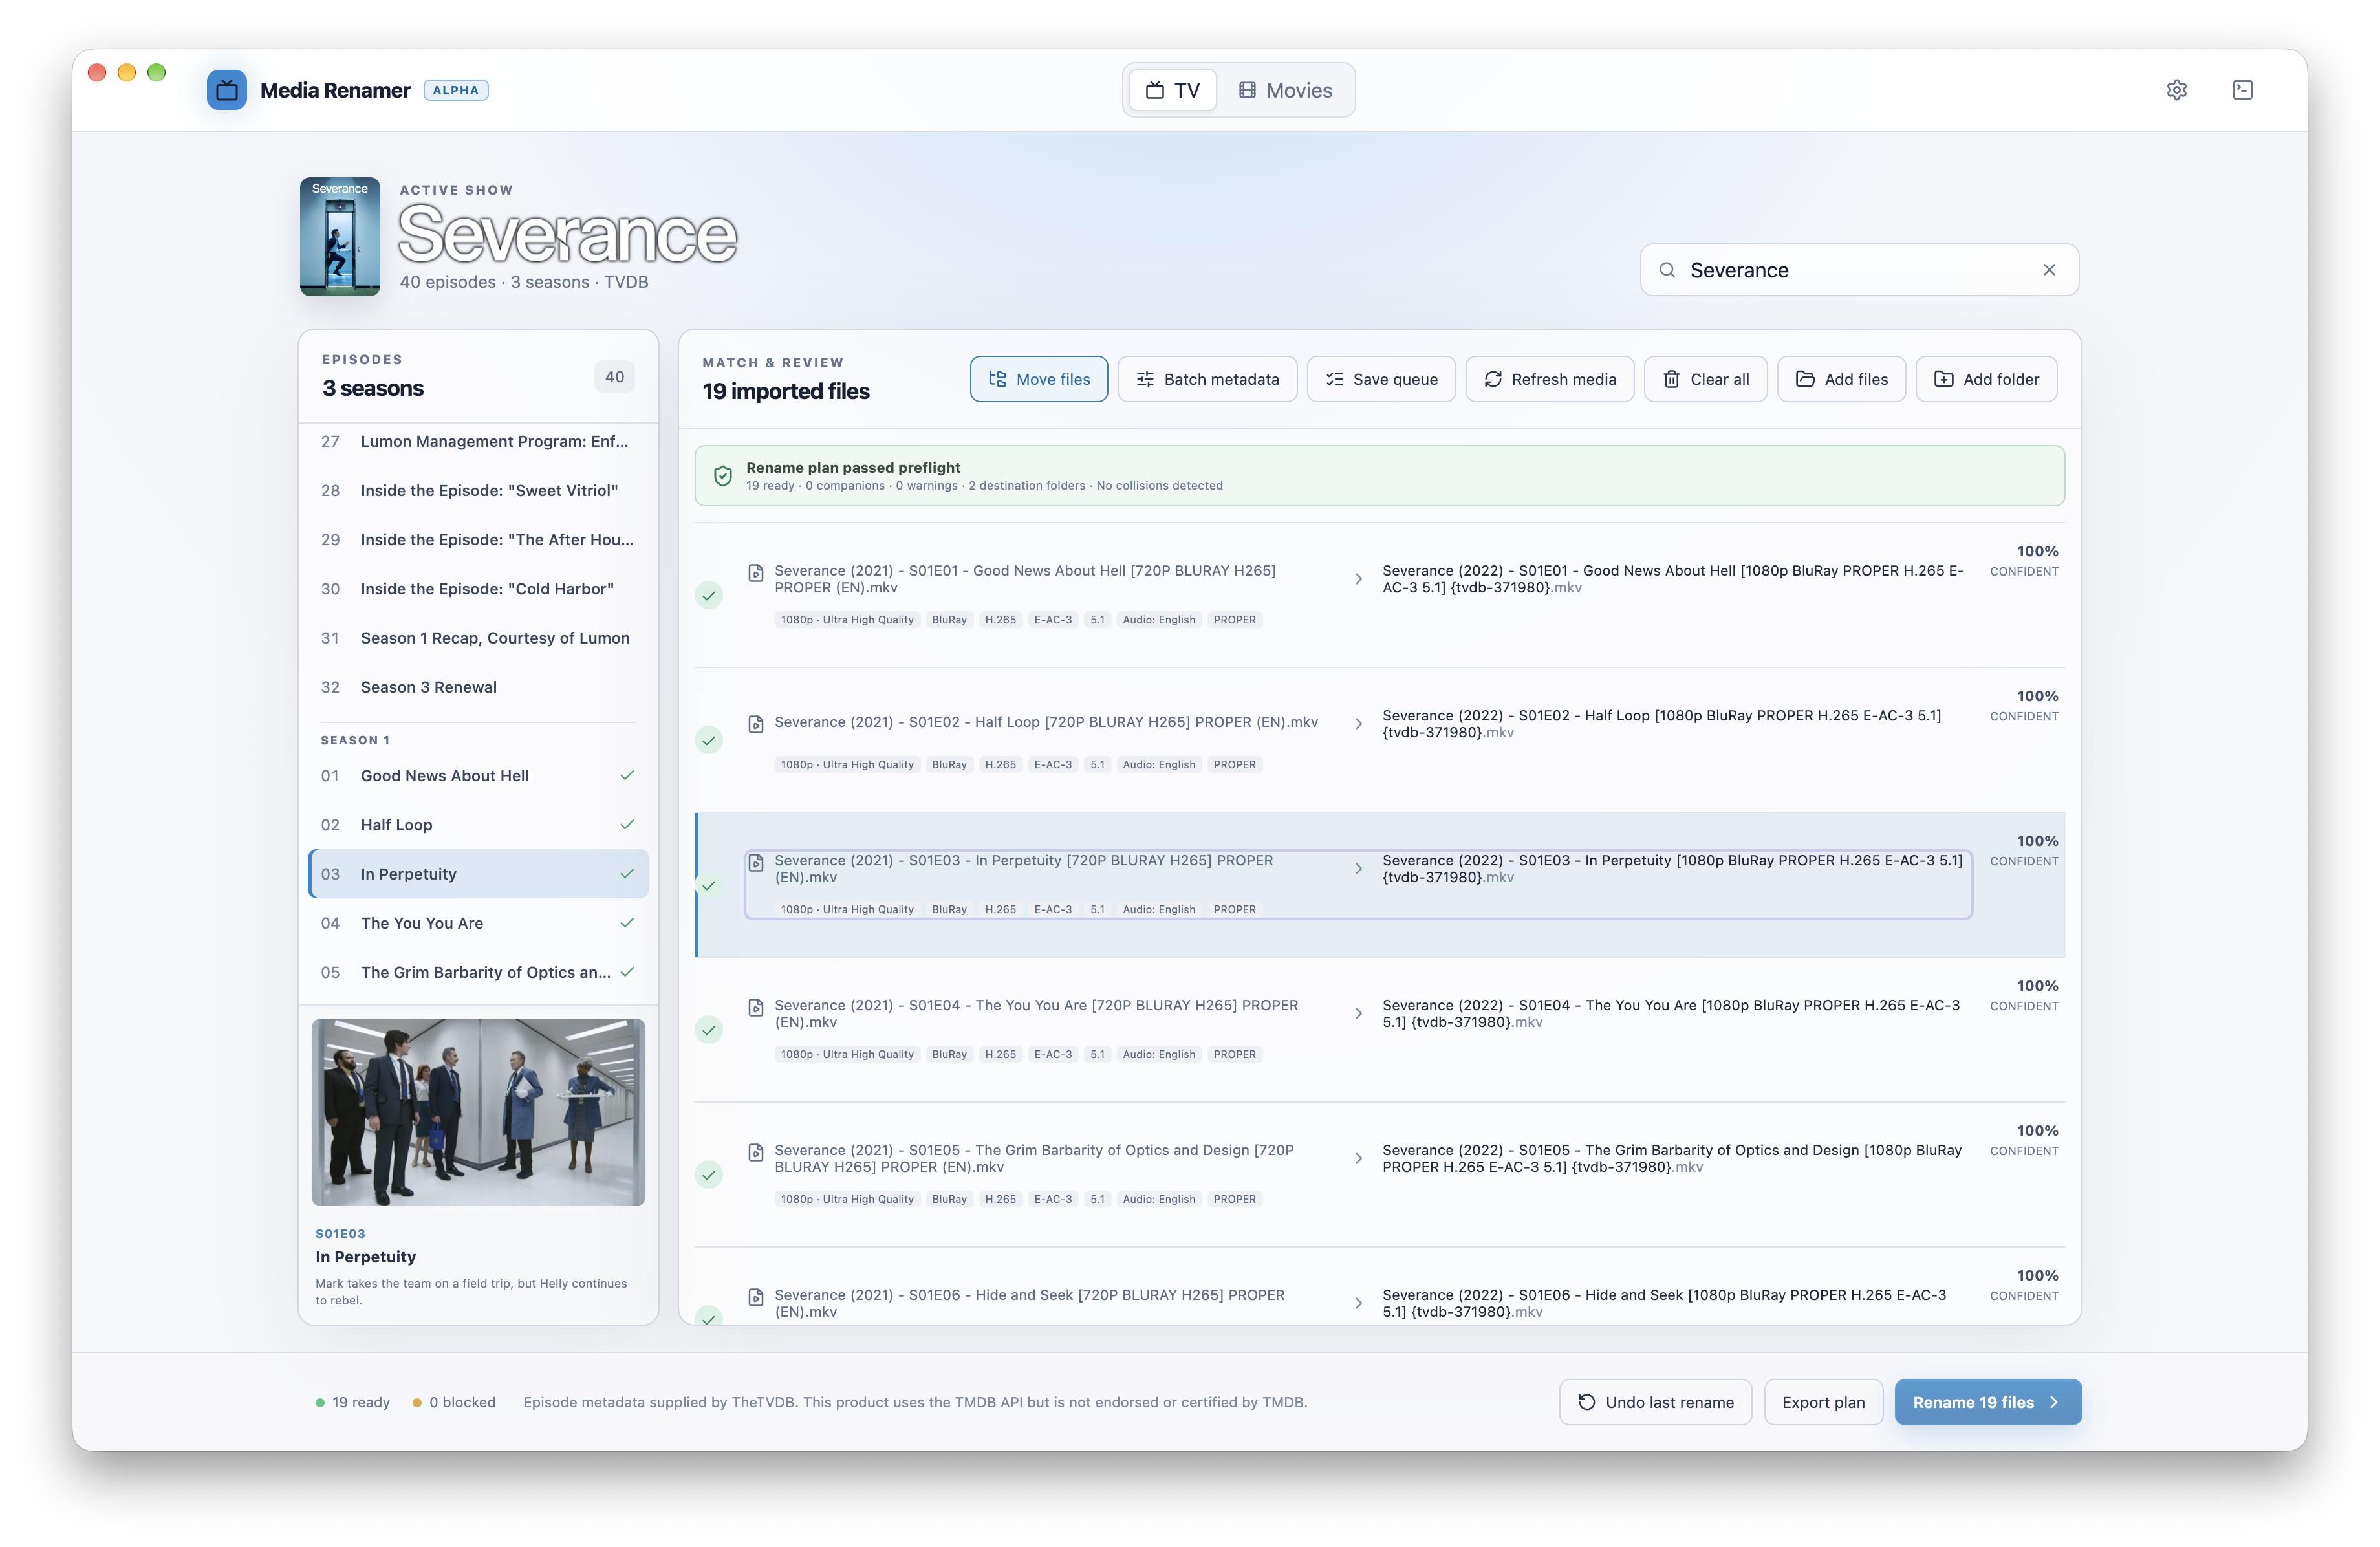 Media Renamer ALPHA
TV Movies
Severance
ACTIVE SHOW
Severance
40 episodes · 3 seasons · TVDB
Severance
EPISODES
3 seasons
40
27 Lumon Management Program: Enf...
28 Inside the Episode: "Sweet Vitriol"
29 Inside the Episode: "The After Hou...
30 Inside the Episode: "Cold Harbor"
31 Season 1 Recap, Courtesy of Lumon
32 Season 3 Renewal
SEASON 1
01 Good News About Hell
02 Half Loop
03 In Perpetuity
04 The You You Are
05 The Grim Barbarity of Optics an...
S01E03
In Perpetuity
Mark takes the team on a field trip, but Helly continues
to rebel.
MATCH & REVIEW
19 imported files
Move files Batch metadata Save queue Refresh media Clear all Add files Add folder
Rename plan passed preflight
19 ready · 0 companions · 0 warnings · 2 destination folders · No collisions detected
Severance (2021) - S01E01 - Good News About Hell [720P BLURAY H265]
PROPER (EN).mkv
1080p · Ultra High Quality BluRay H.265 E-AC-3 5.1 Audio: English PROPER
Severance (2022) - S01E01 - Good News About Hell [1080p BluRay PROPER H.265 E-
AC-3 5.1] {tvdb-371980}.mkv
100%
CONFIDENT
Severance (2021) - S01E02 - Half Loop [720P BLURAY H265] PROPER (EN).mkv
1080p · Ultra High Quality BluRay H.265 E-AC-3 5.1 Audio: English PROPER
Severance (2022) - S01E02 - Half Loop [1080p BluRay PROPER H.265 E-AC-3 5.1]
{tvdb-371980}.mkv
100%
CONFIDENT
Severance (2021) - S01E03 - In Perpetuity [720P BLURAY H265] PROPER
(EN).mkv
1080p · Ultra High Quality BluRay H.265 E-AC-3 5.1 Audio: English PROPER
Severance (2022) - S01E03 - In Perpetuity [1080p BluRay PROPER H.265 E-AC-3 5.1]
{tvdb-371980}.mkv
100%
CONFIDENT
Severance (2021) - S01E04 - The You You Are [720P BLURAY H265] PROPER
(EN).mkv
1080p · Ultra High Quality BluRay H.265 E-AC-3 5.1 Audio: English PROPER
Severance (2022) - S01E04 - The You You Are [1080p BluRay PROPER H.265 E-AC-3
5.1] {tvdb-371980}.mkv
100%
CONFIDENT
Severance (2021) - S01E05 - The Grim Barbarity of Optics and Design [720P
BLURAY H265] PROPER (EN).mkv
1080p · Ultra High Quality BluRay H.265 E-AC-3 5.1 Audio: English PROPER
Severance (2022) - S01E05 - The Grim Barbarity of Optics and Design [1080p BluRay
PROPER H.265 E-AC-3 5.1] {tvdb-371980}.mkv
100%
CONFIDENT
Severance (2021) - S01E06 - Hide and Seek [720P BLURAY H265] PROPER
(EN).mkv
Severance (2022) - S01E06 - Hide and Seek [1080p BluRay PROPER H.265 E-AC-3
5.1] {tvdb-371980}.mkv
100%
CONFIDENT
19 ready 0 blocked Episode metadata supplied by TheTVDB. This product uses the TMDB API but is not endorsed or certified by TMDB.
Undo last rename Export plan Rename 19 files